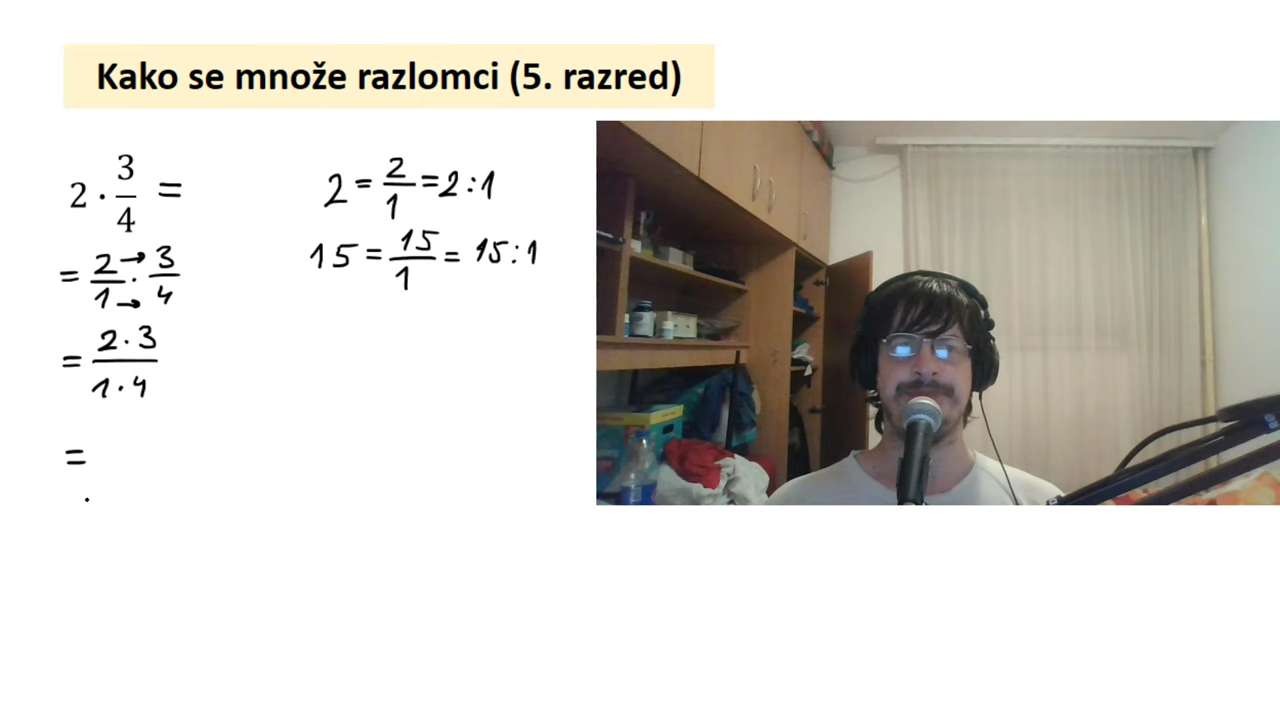 Kako se množe razlomci (5. razred)
2 · 3/4 =
= 2/1 · 3/4
= 2 · 3 / 1 · 4
=
2 = 2/1 = 2 : 1
15 = 15/1 = 15 : 1